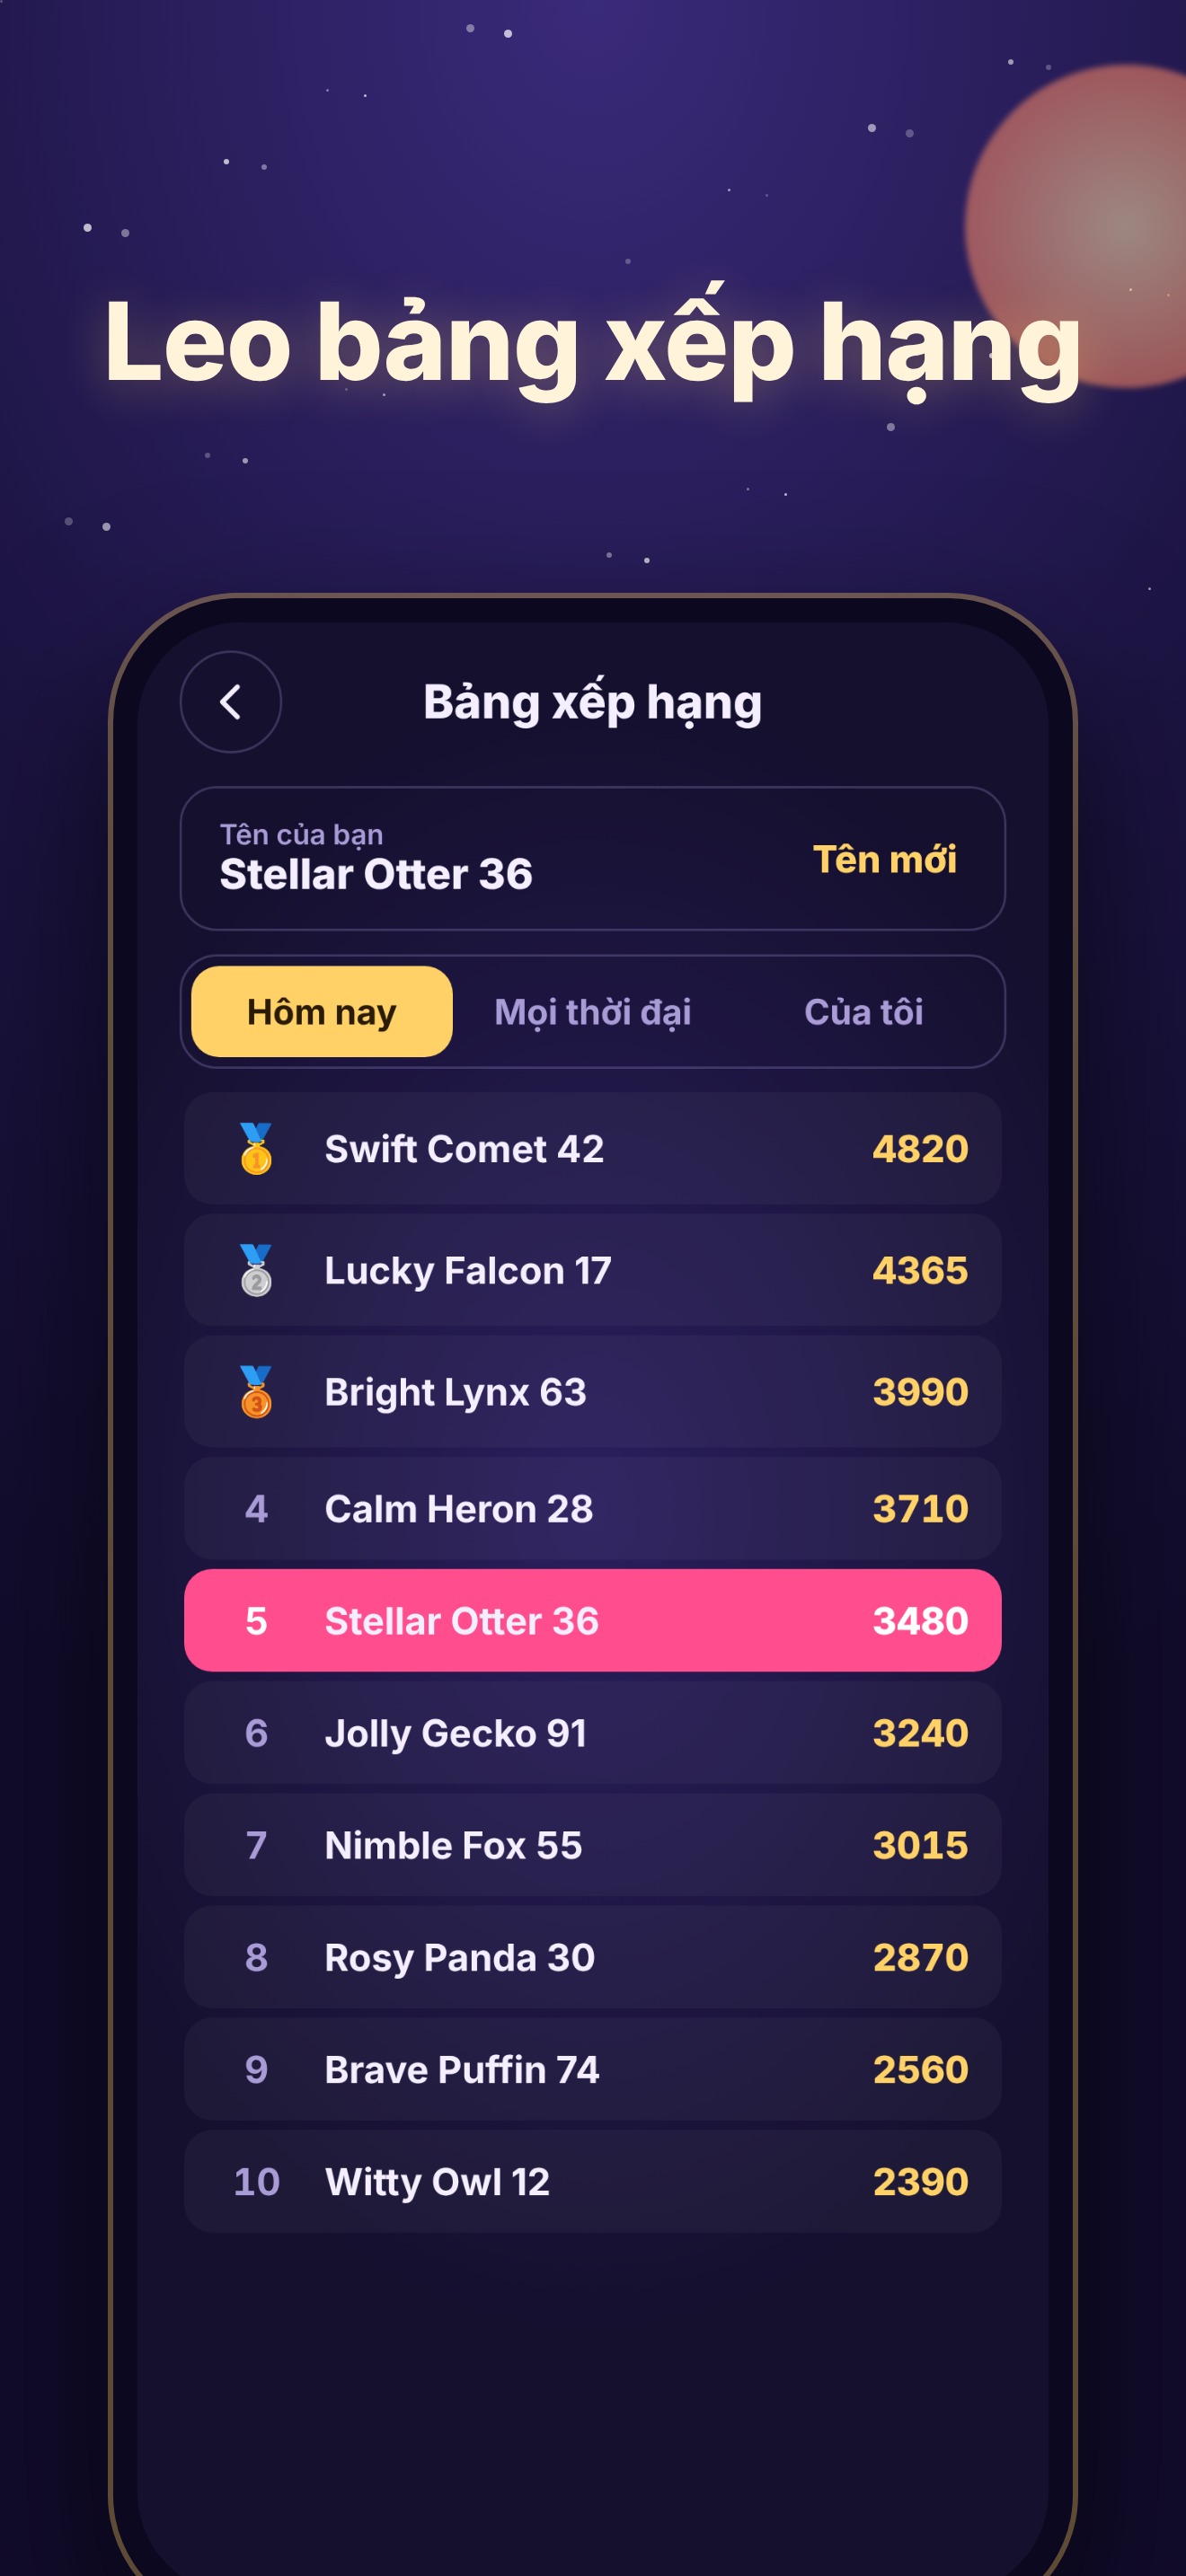 Leo bảng xếp hạng
Bảng xếp hạng
Tên của bạn
Stellar Otter 36
Tên mới
Hôm nay
Mọi thời đại
Của tôi
1 Swift Comet 42 4820
2 Lucky Falcon 17 4365
3 Bright Lynx 63 3990
4 Calm Heron 28 3710
5 Stellar Otter 36 3480
6 Jolly Gecko 91 3240
7 Nimble Fox 55 3015
8 Rosy Panda 30 2870
9 Brave Puffin 74 2560
10 Witty Owl 12 2390